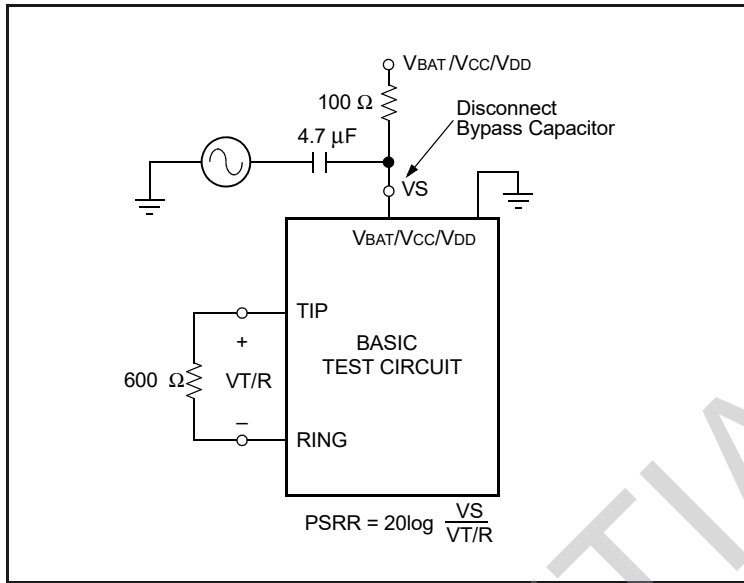 VBAT/VCC/VDD
100 Ω
Disconnect
Bypass Capacitor
4.7 μF
VS
VBAT/VCC/VDD
TIP
+
BASIC
TEST CIRCUIT
600 Ω
VT/R
–
RING
PSRR = 20log VS
VT/R